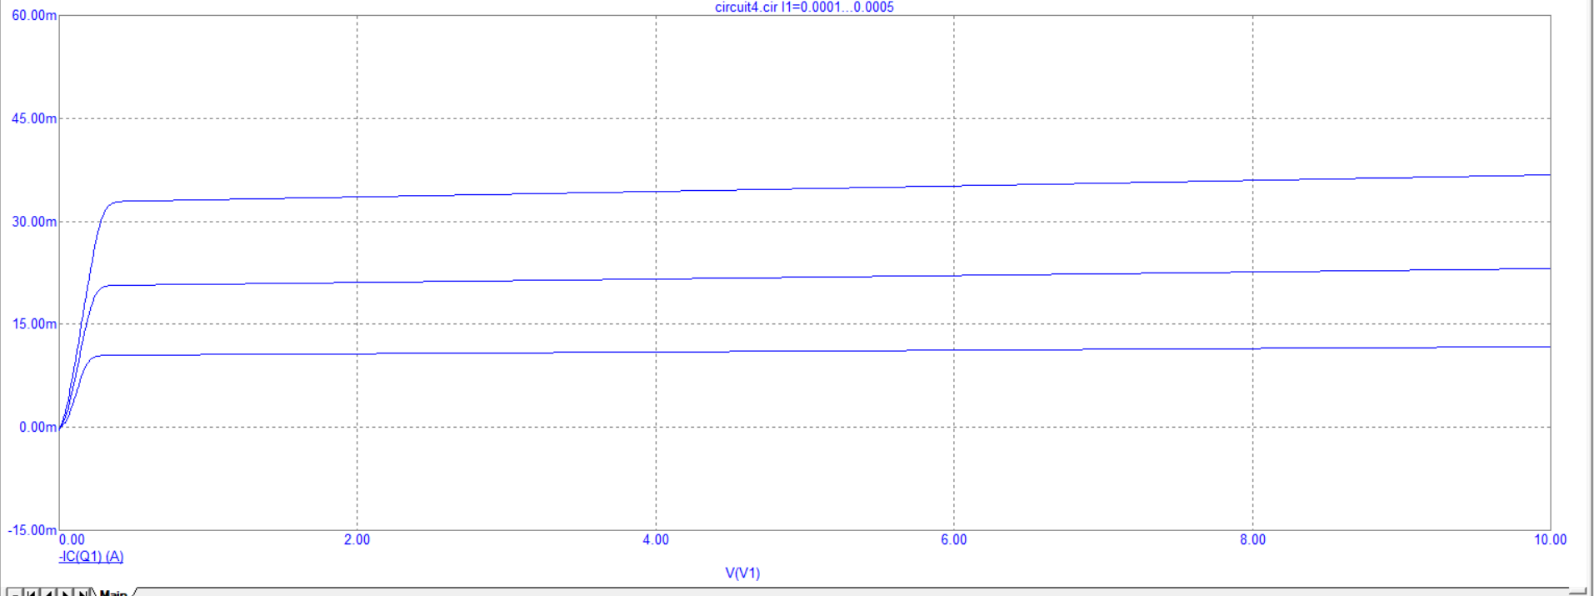 circuit4.cir I1=0.0001...0.0005
60.00m
45.00m
30.00m
15.00m
0.00m
-15.00m
0.00 2.00 4.00 6.00 8.00 10.00
-IC(Q1) (A)
V(V1)
Main